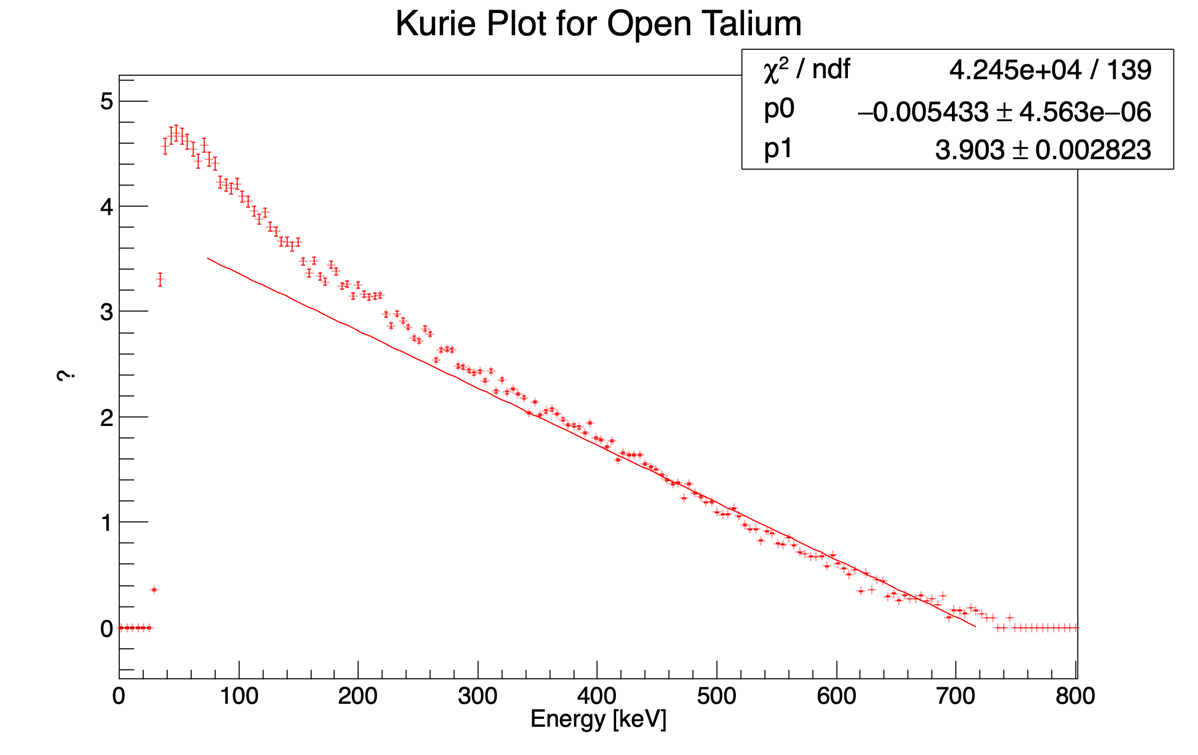 Kurie Plot for Open Talium
χ² / ndf 4.245e+04 / 139
p0 −0.005433 ± 4.563e−06
p1 3.903 ± 0.002823
5
4
3
2
1
0
?
0 100 200 300 400 500 600 700 800
Energy [keV]